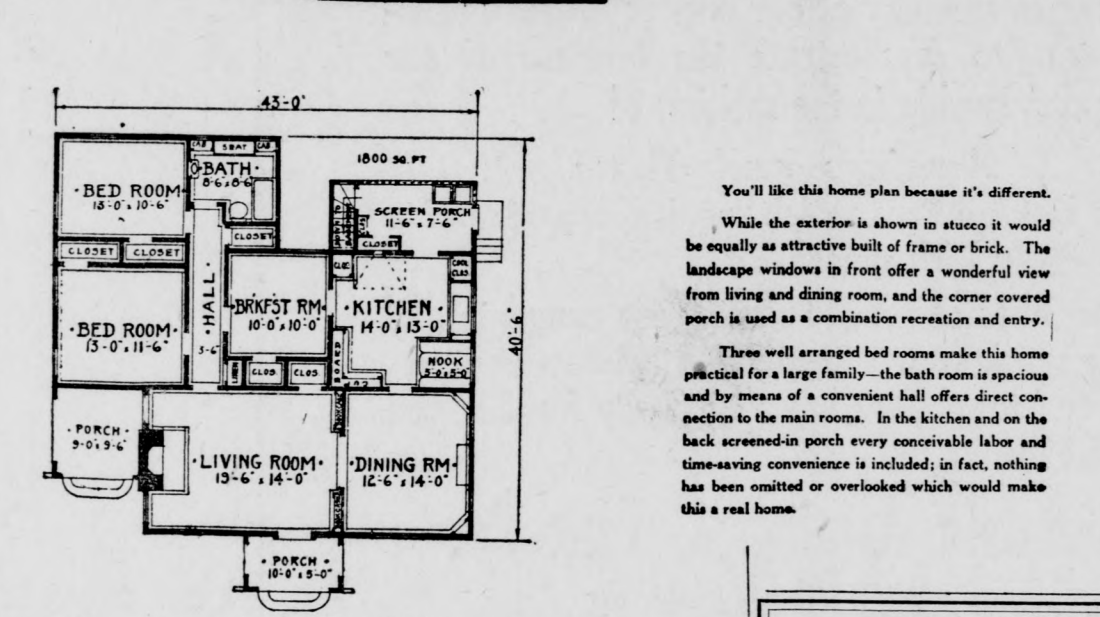 43-0"
1800 SQ. FT
CAB
SEAT
CAB
BATH
8-6 x 8-6
BED ROOM
13-0 x 10-6"
CLOSET
CLOSET
CLOSET
SCREEN PORCH
11-6" x 7-6"
CLOSET
HALL
3-6"
BRKFST RM
10-0 x 10-0"
CLO.
KITCHEN
14-0" x 13-0"
COOL
CLOS.
BED ROOM
13-0" x 11-6"
40-6"
NOOK
5-0 x 5-0"
BOARD
LINEN
CLOS.
CLOS.
PORCH
9-0 x 9-6"
LIVING ROOM
19-6" x 14-0"
DINING RM
12-6" x 14-0"
PORCH
10-0" x 5-0"
You'll like this home plan because it's different.
While the exterior is shown in stucco it would
be equally as attractive built of frame or brick. The
landscape windows in front offer a wonderful view
from living and dining room, and the corner covered
porch is used as a combination recreation and entry.
Three well arranged bed rooms make this home
practical for a large family—the bath room is spacious
and by means of a convenient hall offers direct con-
nection to the main rooms. In the kitchen and on the
back screened-in porch every conceivable labor and
time-saving convenience is included; in fact, nothing
has been omitted or overlooked which would make
this a real home.